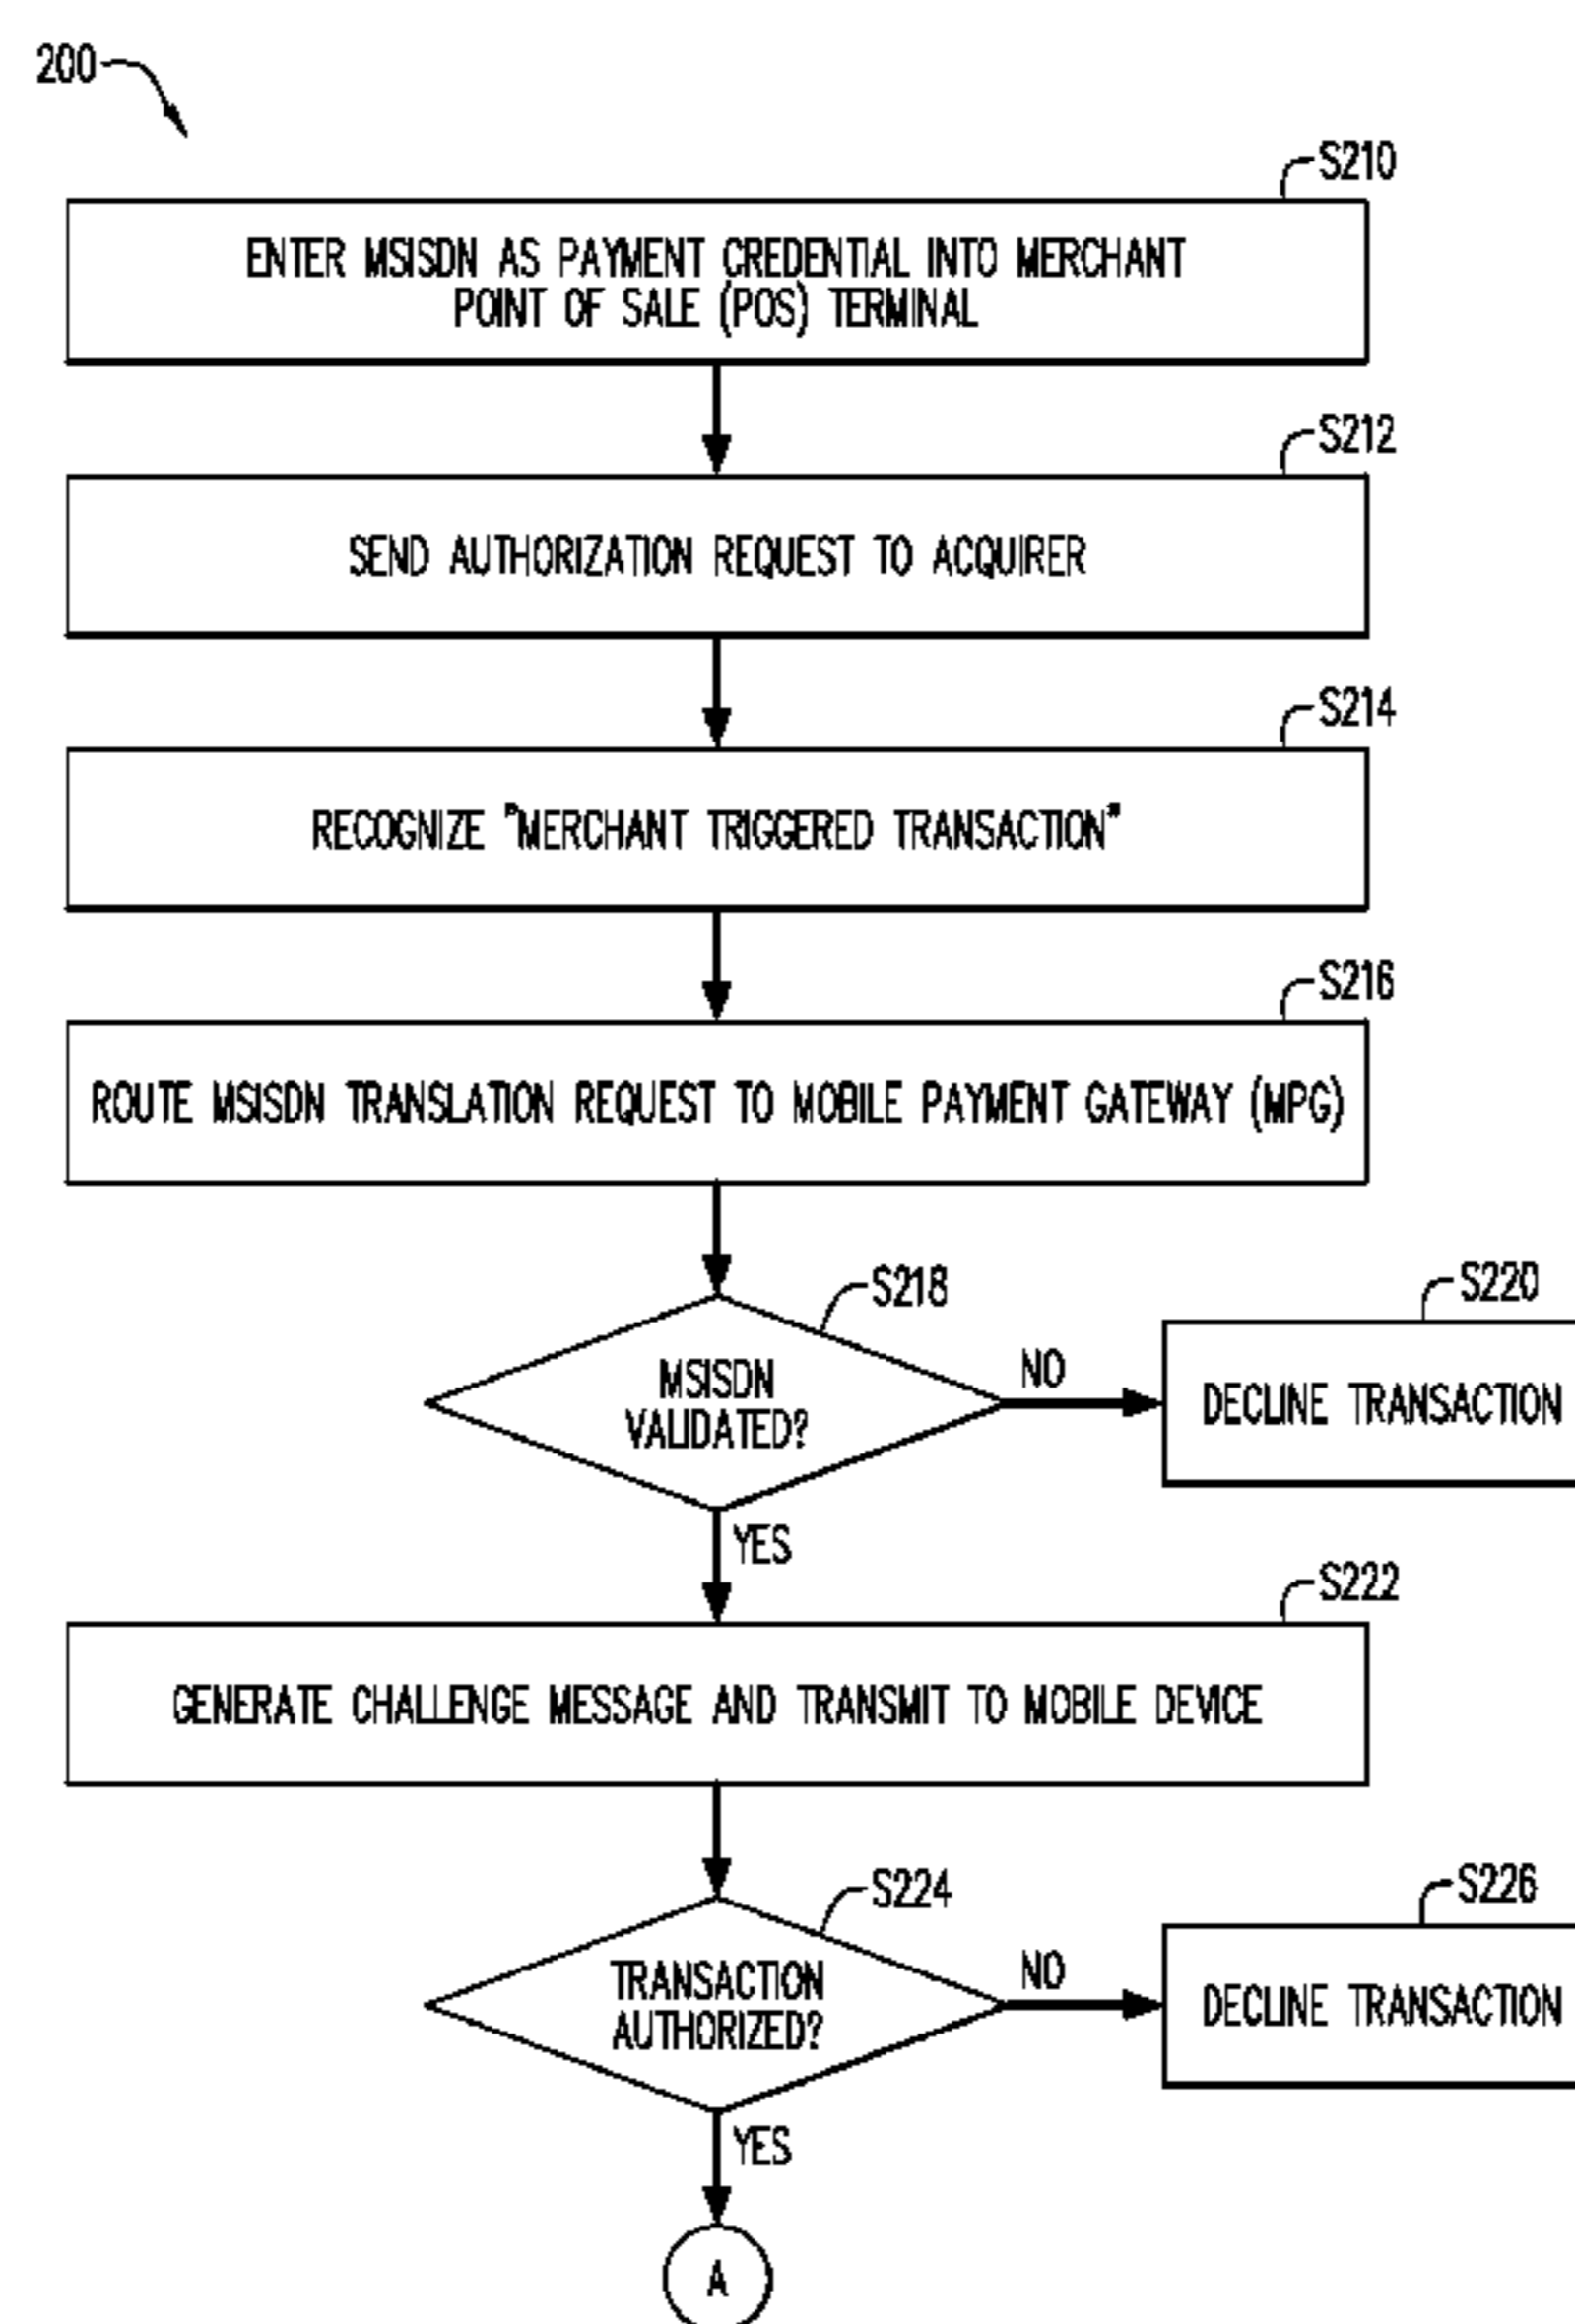 200
S210
ENTER MSISDN AS PAYMENT CREDENTIAL INTO MERCHANT
POINT OF SALE (POS) TERMINAL
S212
SEND AUTHORIZATION REQUEST TO ACQUIRER
S214
RECOGNIZE "MERCHANT TRIGGERED TRANSACTION"
S216
ROUTE MSISDN TRANSLATION REQUEST TO MOBILE PAYMENT GATEWAY (MPG)
S218
MSISDN
VALIDATED?
NO
S220
DECLINE TRANSACTION
YES
S222
GENERATE CHALLENGE MESSAGE AND TRANSMIT TO MOBILE DEVICE
S224
TRANSACTION
AUTHORIZED?
NO
S226
DECLINE TRANSACTION
YES
A